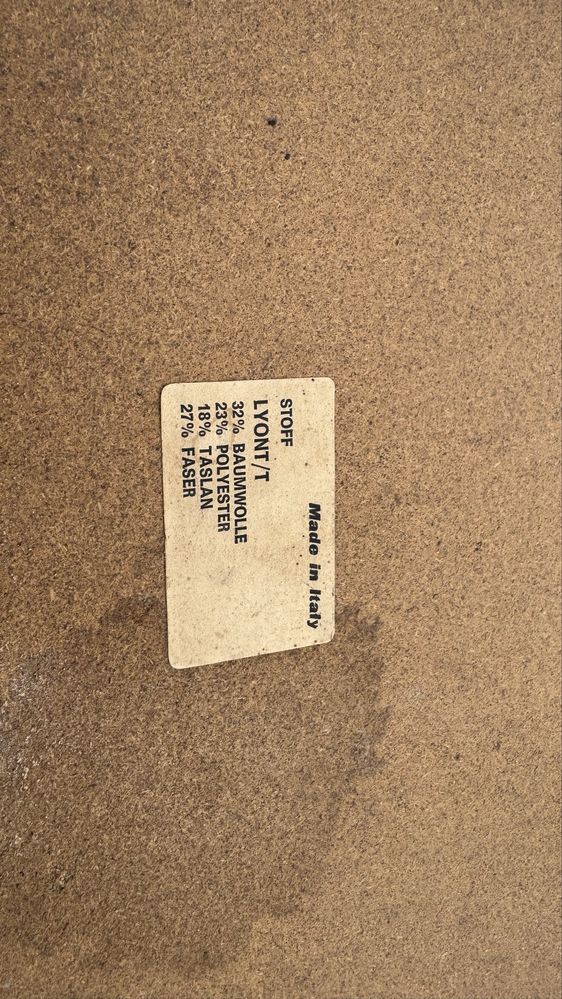 Made in Italy
STOFF
LYONT/T
32% BAUMWOLLE
23% POLYESTER
18% TASLAN
27% FASER